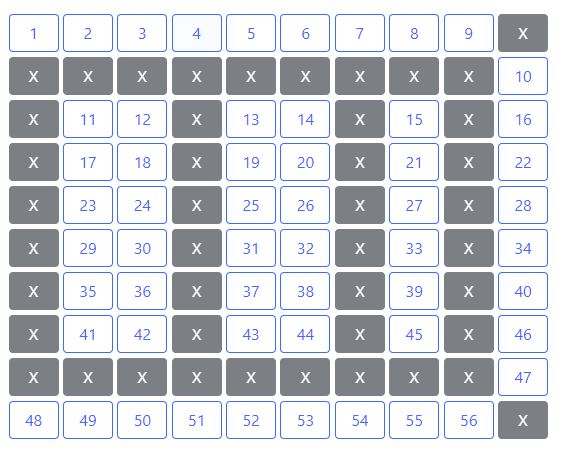 1 2 3 4 5 6 7 8 9 X
X X X X X X X X X 10
X 11 12 X 13 14 X 15 X 16
X 17 18 X 19 20 X 21 X 22
X 23 24 X 25 26 X 27 X 28
X 29 30 X 31 32 X 33 X 34
X 35 36 X 37 38 X 39 X 40
X 41 42 X 43 44 X 45 X 46
X X X X X X X X X 47
48 49 50 51 52 53 54 55 56 X